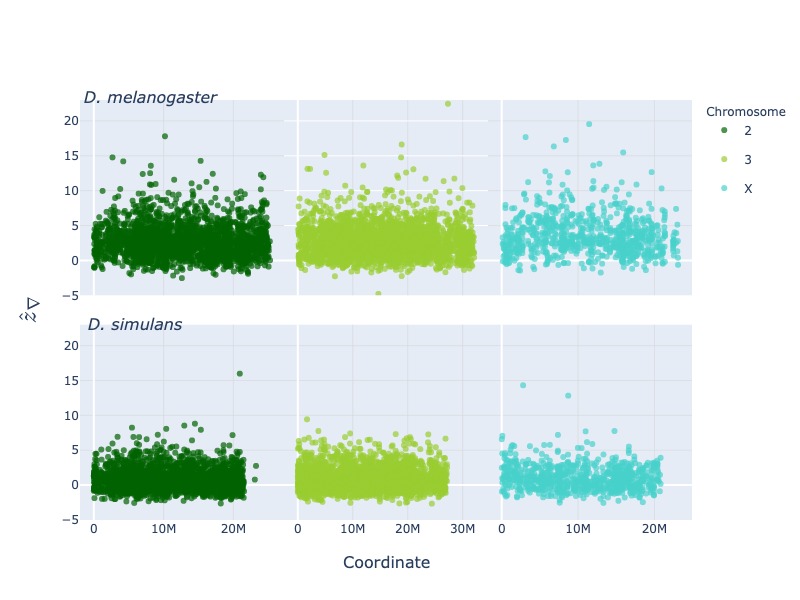 D. melanogaster
Chromosome
2
3
X
20
15
10
5
0
−5
ẑ∇
D. simulans
20
15
10
5
0
−5
0 10M 20M 0 10M 20M 30M 0 10M 20M
Coordinate